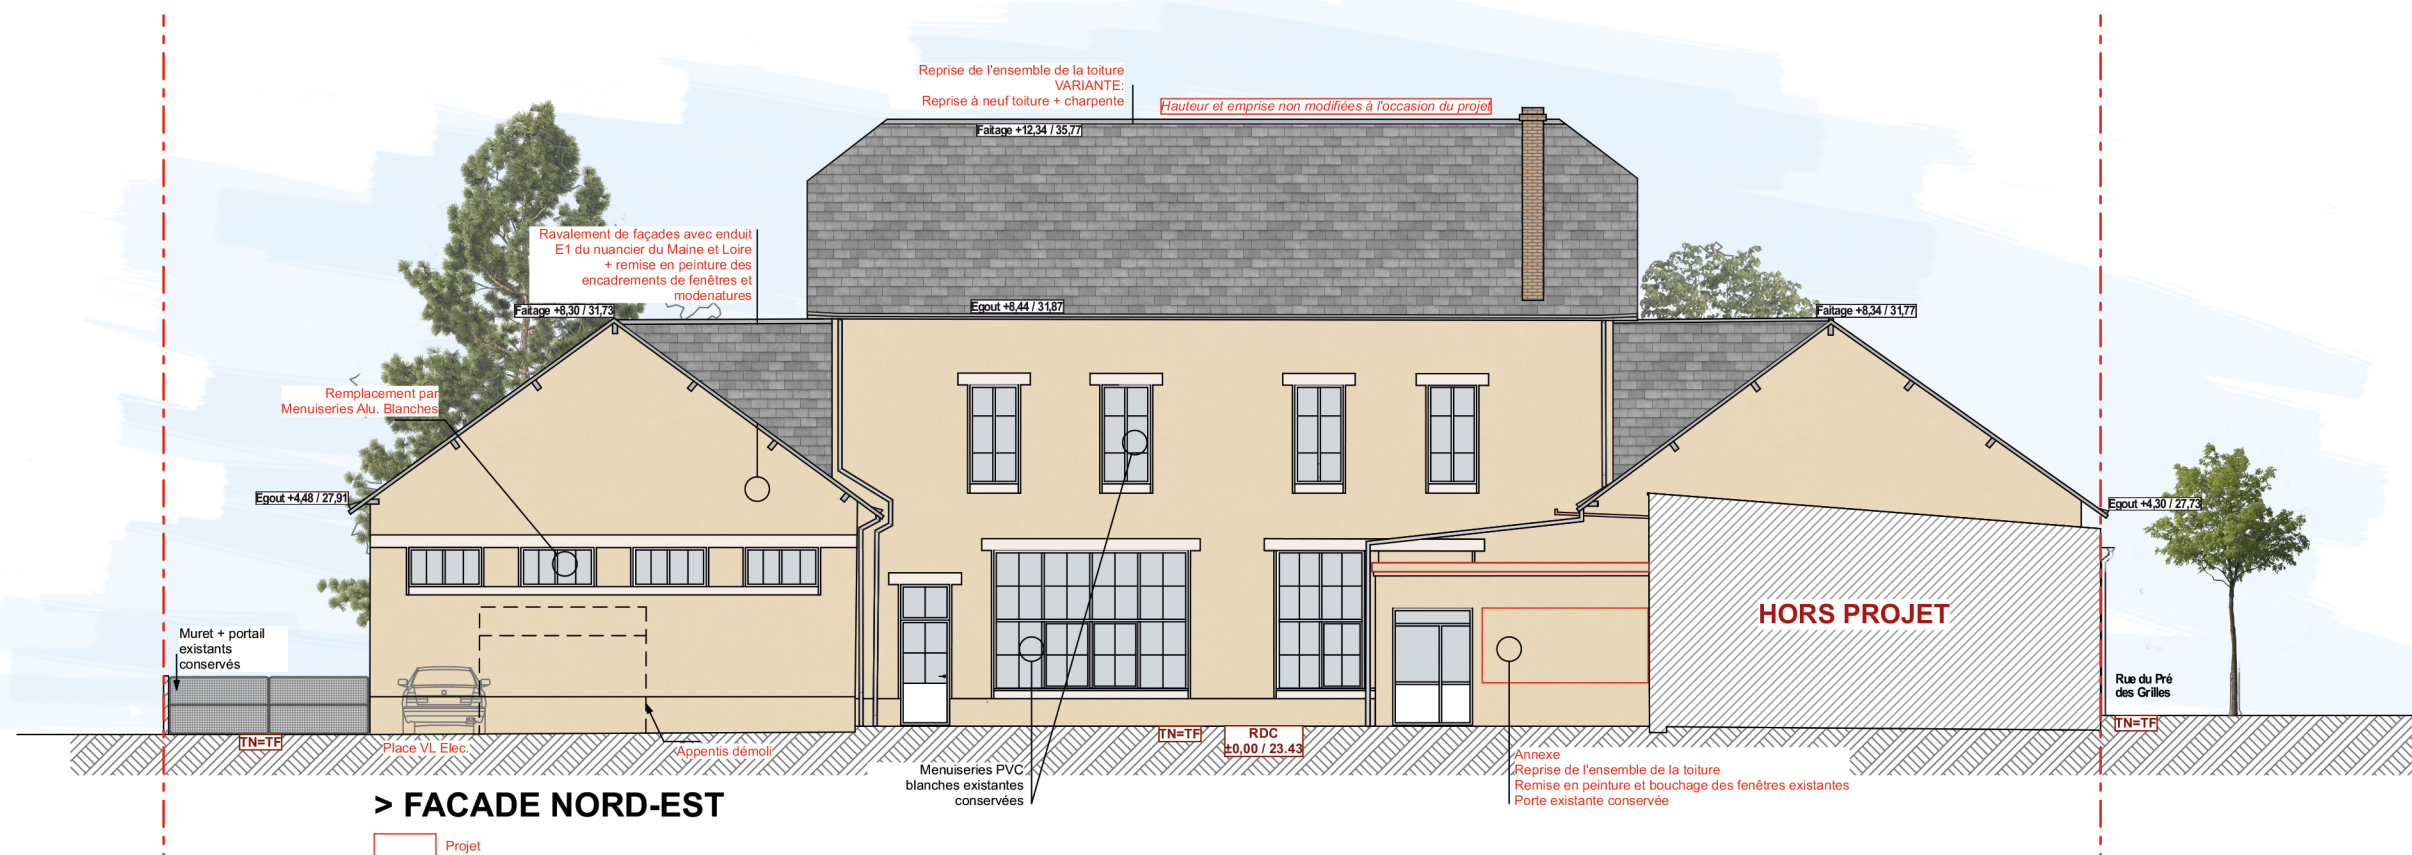 Reprise de l'ensemble de la toiture
VARIANTE:
Reprise à neuf toiture + charpente
Hauteur et emprise non modifiées à l'occasion du projet
Faitage +12,34 / 35,77
Ravalement de façades avec enduit
E1 du nuancier du Maine et Loire
+ remise en peinture des
encadrements de fenêtres et
modenatures
Faitage +8,30 / 31,73
Egout +8,44 / 31,87
Faitage +8,34 / 31,77
Remplacement par
Menuiseries Alu. Blanches
Egout +4,48 / 27,91
Egout +4,30 / 27,73
HORS PROJET
Muret + portail
existants
conservés
Rue du Pré
des Grilles
TN=TF
Place VL Elec.
Appentis démoli
TN=TF
RDC
±0,00 / 23.43
TN=TF
Menuiseries PVC
blanches existantes
conservées
Annexe
Reprise de l'ensemble de la toiture
Remise en peinture et bouchage des fenêtres existantes
Porte existante conservée
> FACADE NORD-EST
Projet